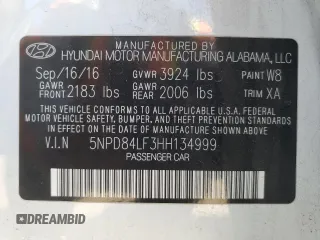 MANUFACTURED BY
HYUNDAI MOTOR MANUFACTURING ALABAMA, LLC
Sep/16/16 GVWR 3924 lbs PAINT W8
GAWR FRONT 2183 lbs GAWR REAR 2006 lbs TRIM XA
THIS VEHICLE CONFORMS TO ALL APPLICABLE U.S.A. FEDERAL
MOTOR VEHICLE SAFETY, BUMPER, AND THEFT PREVENTION
STANDARDS IN EFFECT ON THE DATE OF MANUFACTURE SHOWN ABOVE.
V.I.N 5NPD84LF3HH134999
PASSENGER CAR
© DREAMBID
DREAMBID.COM